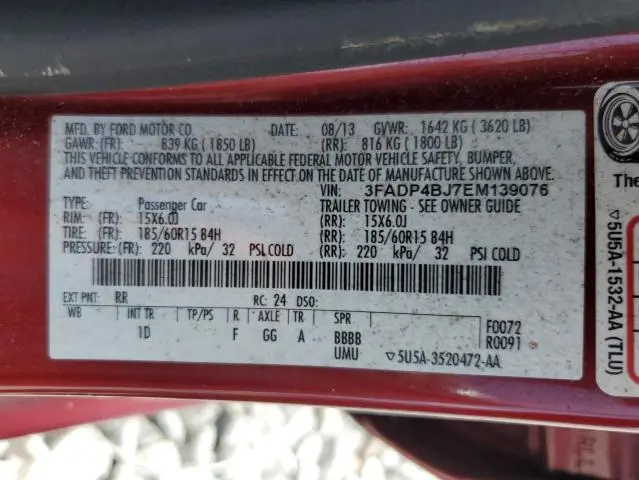 MFD. BY FORD MOTOR CO. DATE: 08/13 GVWR: 1642 KG ( 3620 LB)
GAWR: (FR): 839 KG ( 1850 LB) (RR): 816 KG ( 1800 LB)
THIS VEHICLE CONFORMS TO ALL APPLICABLE FEDERAL MOTOR VEHICLE SAFETY, BUMPER,
AND THEFT PREVENTION STANDARDS IN EFFECT ON THE DATE OF MANUFACTURE SHOWN ABOVE.
VIN: 3FADP4BJ7EM139076
TYPE: Passenger Car TRAILER TOWING - SEE OWNER GUIDE
RIM: (FR): 15X6.0J (RR): 15X6.0J
TIRE: (FR): 185/60R15 84H (RR): 185/60R15 84H
PRESSURE: (FR): 220 kPa/ 32 PSI COLD (RR): 220 kPa/ 32 PSI COLD
EXT PNT: RR RC: 24 DSO:
WB INT TR TP/PS R AXLE TR SPR F0072
1D F GG A BBBB R0091
UMU ▽5U5A-3520472-AA
▽5U5A-1532-AA (TLU)